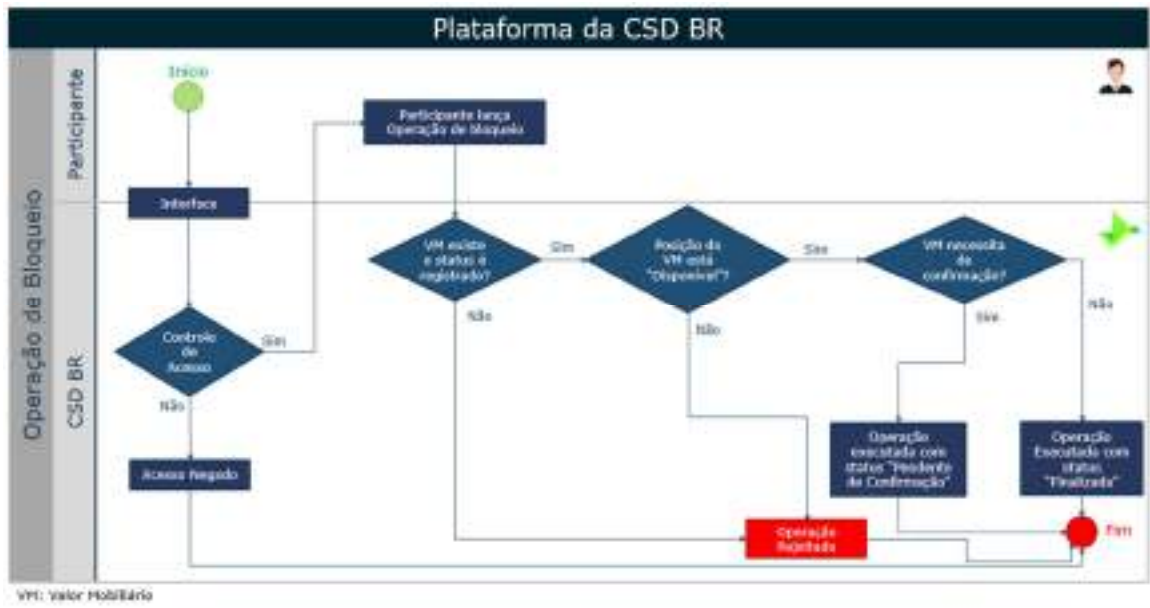 Plataforma da CSD BR
Operação de Bloqueio
Participante
CSD BR
Início
Participante lança
Operação de bloqueio
Interface
VM existe
e status é
registrado?
Sim
Posição do
VM está
"Disponível"?
Sim
VM necessita
de
confirmação?
Não
Não
Não
Sim
Controle
de
Acesso
Sim
Não
Acesso Negado
Operação
executada com
status "Pendente
de Confirmação"
Operação
Executada com
status
"Finalizada"
Operação
Rejeitada
Fim
VM: Valor Mobiliário